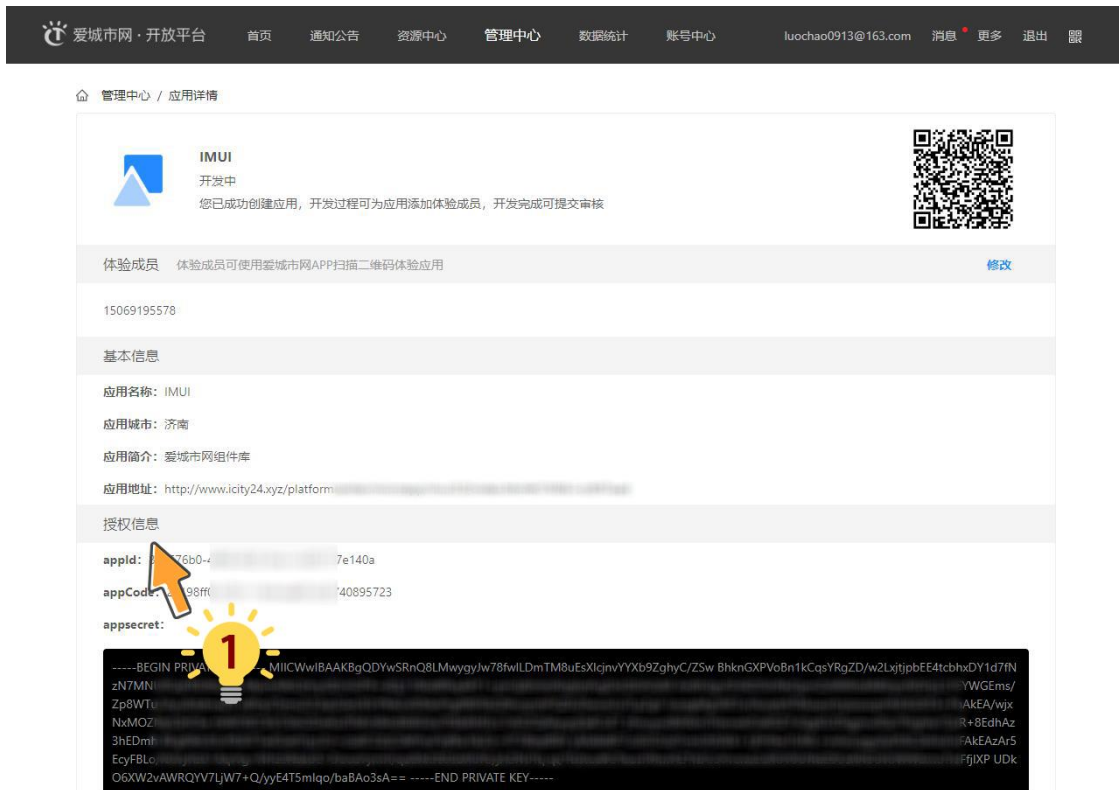 爱城市网·开放平台 首页 通知公告 资源中心 管理中心 数据统计 账号中心 luochao0913@163.com 消息 更多 退出
管理中心 / 应用详情
IMUI
开发中
您已成功创建应用，开发过程可为应用添加体验成员，开发完成可提交审核
体验成员 体验成员可使用爱城市网APP扫描二维码体验应用 修改
15069195578
基本信息
应用名称：IMUI
应用城市：济南
应用简介：爱城市网组件库
应用地址：http://www.icity24.xyz/platform
授权信息
appId： 76b0-4 7e140a
appCode： 98ff 40895723
appsecret：
1
-----BEGIN PRIVA MIICWwIBAAKBgQDYwSRnQ8LMwygyJw78fwlLDmTM8uEsXlcjnvYYXb9ZghyC/ZSw BhknGXPVoBn1kCqsYRgZD/w2LxjtjpbEE4tcbhxDY1d7fN
zN7MN YWGEms/
Zp8WTu AkEA/wjx
NxMOZ R+8EdhAz
3hEDmh FAkEAzAr5
EcyFBLo FfjIXP UDk
O6XW2vAWRQYV7LjW7+Q/yyE4T5mIqo/baBAo3sA== -----END PRIVATE KEY-----